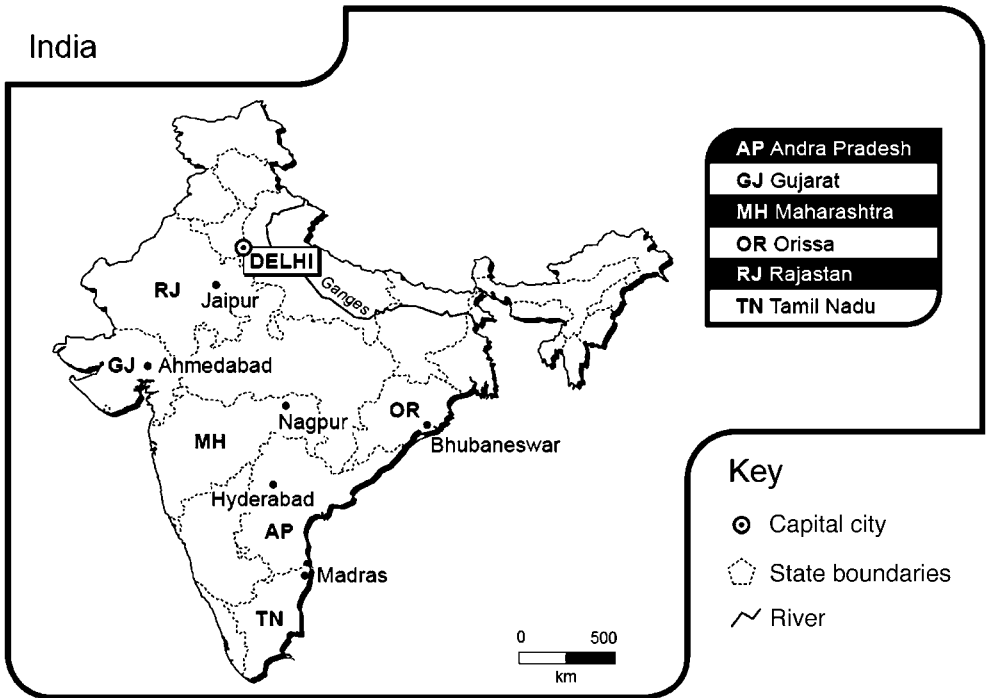 India
AP Andra Pradesh
GJ Gujarat
MH Maharashtra
OR Orissa
RJ Rajastan
TN Tamil Nadu
DELHI
RJ
Jaipur
Ganges
GJ
Ahmedabad
Nagpur
OR
MH
Bhubaneswar
Hyderabad
AP
Madras
TN
0 500
km
Key
Capital city
State boundaries
River